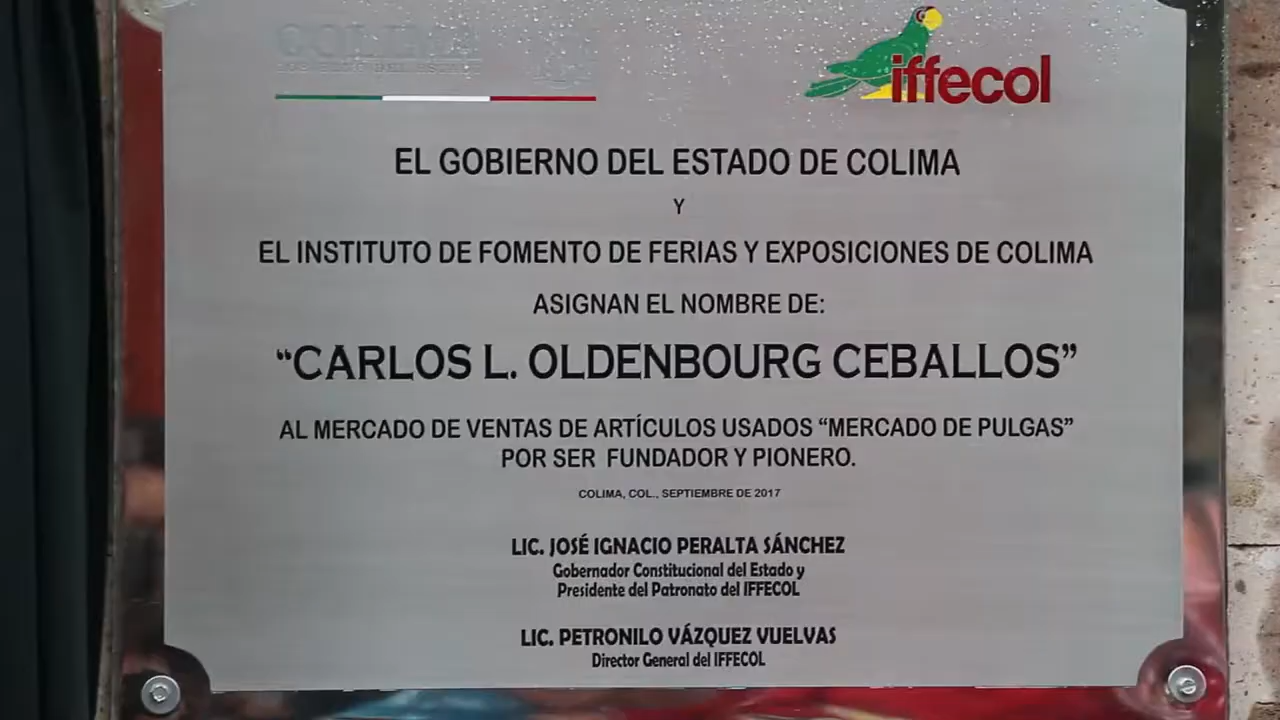 COLIMA
iffecol
EL GOBIERNO DEL ESTADO DE COLIMA
Y
EL INSTITUTO DE FOMENTO DE FERIAS Y EXPOSICIONES DE COLIMA
ASIGNAN EL NOMBRE DE:
“CARLOS L. OLDENBOURG CEBALLOS”
AL MERCADO DE VENTAS DE ARTÍCULOS USADOS “MERCADO DE PULGAS”
POR SER FUNDADOR Y PIONERO.
COLIMA, COL., SEPTIEMBRE DE 2017
LIC. JOSÉ IGNACIO PERALTA SÁNCHEZ
Gobernador Constitucional del Estado y
Presidente del Patronato del IFFECOL
LIC. PETRONILO VÁZQUEZ VUELVAS
Director General del IFFECOL